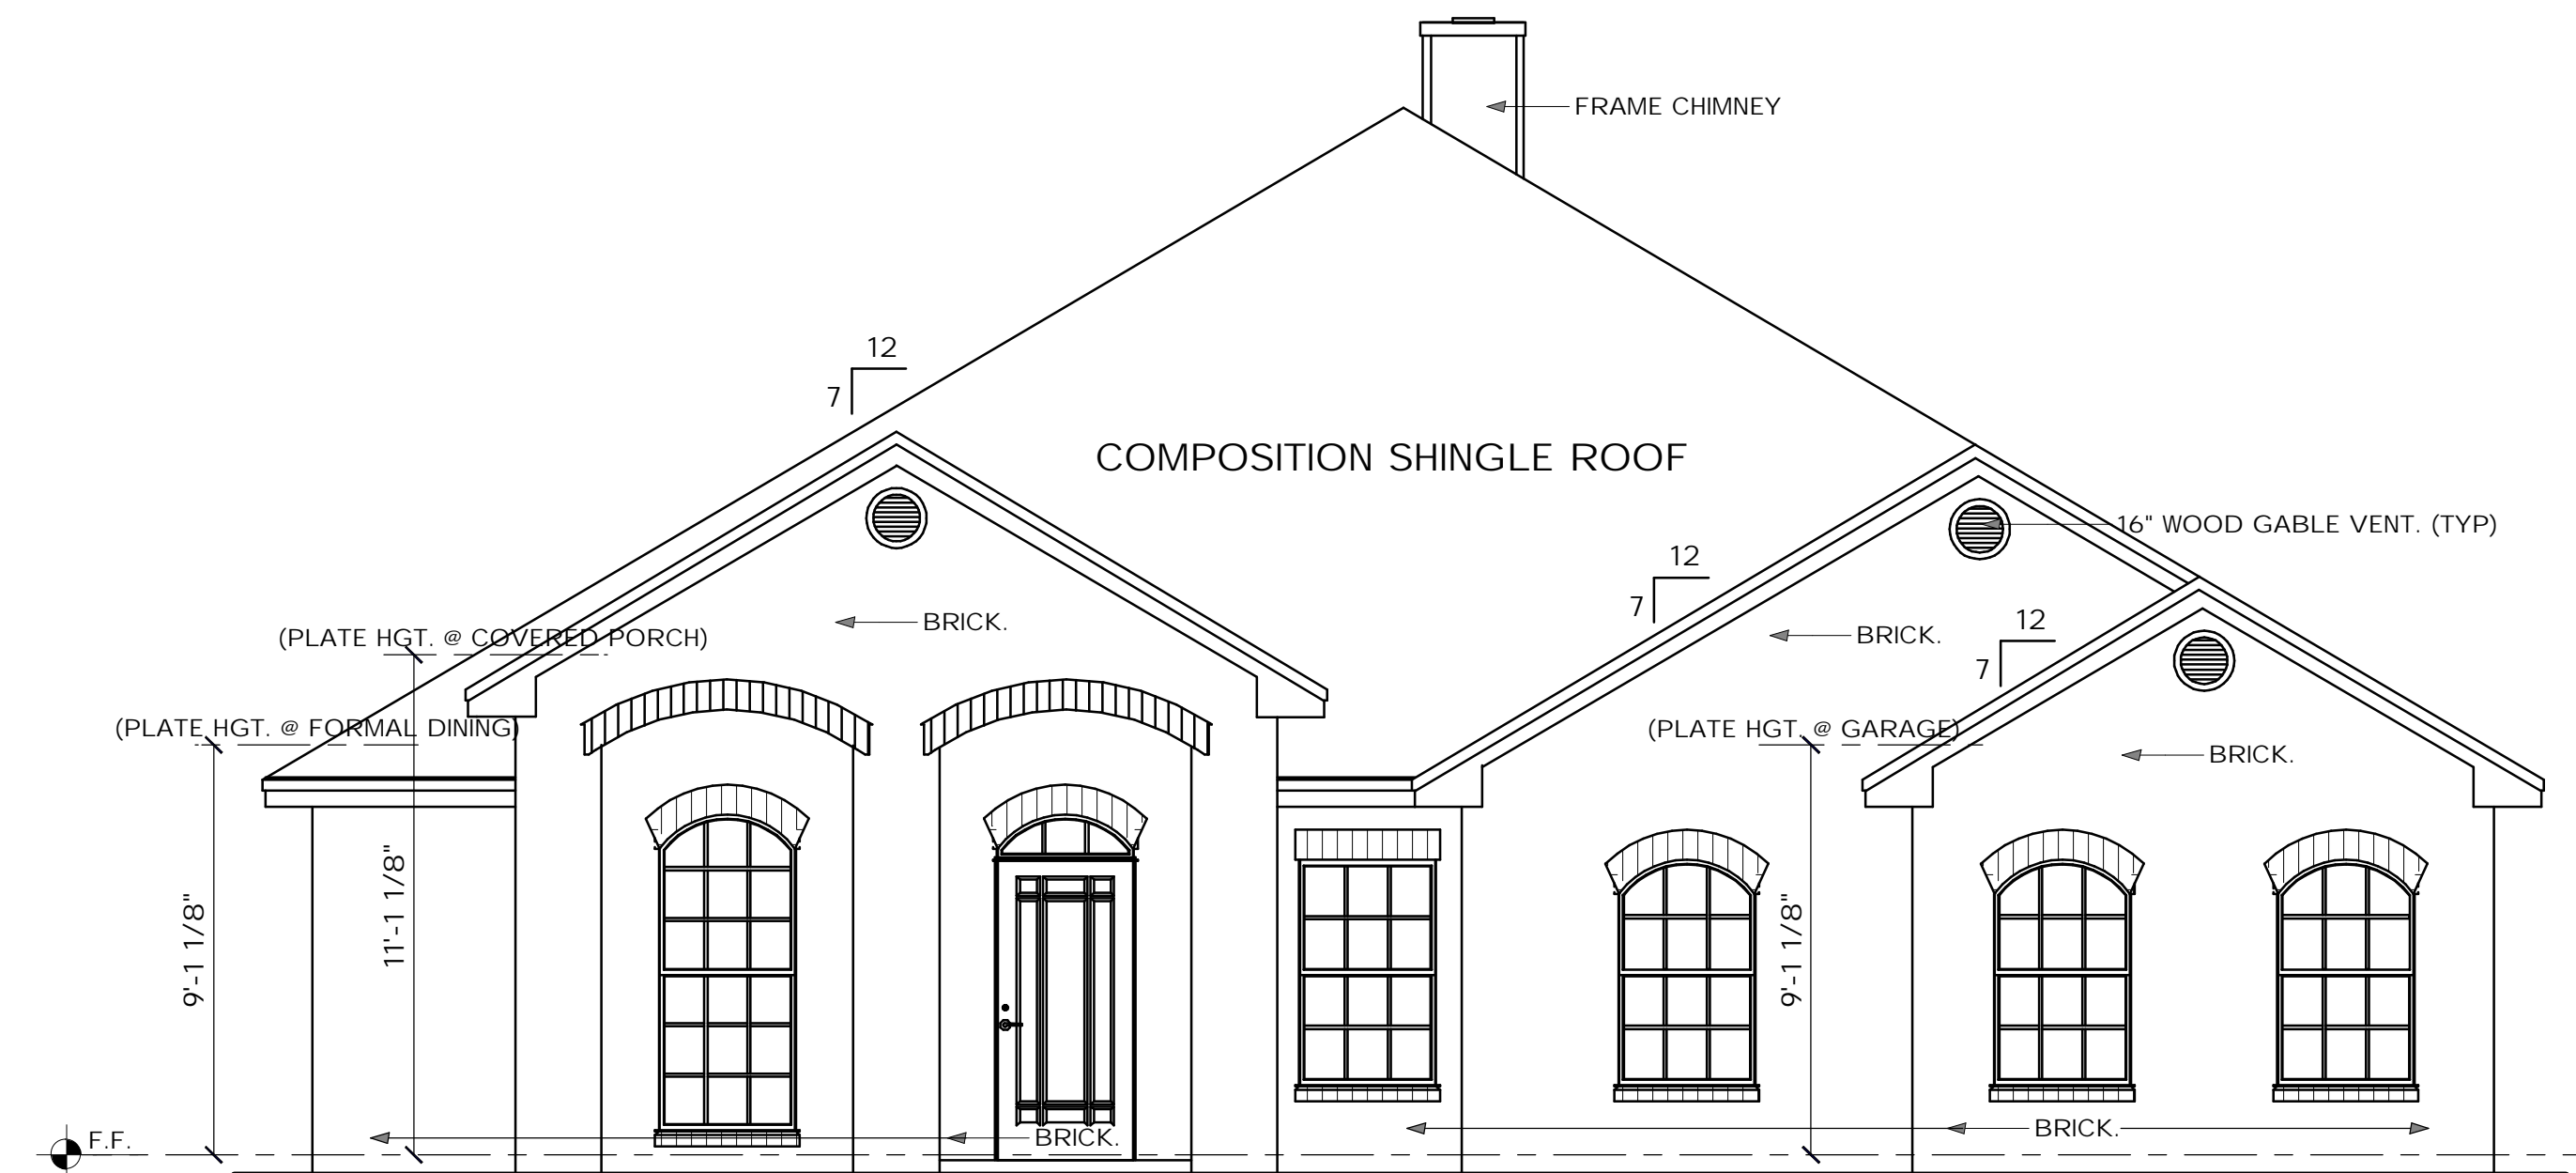 FRAME CHIMNEY
12
7
COMPOSITION SHINGLE ROOF
16" WOOD GABLE VENT. (TYP)
12
7
BRICK.
12
7
BRICK.
(PLATE HGT. @ COVERED PORCH)
(PLATE HGT. @ FORMAL DINING)
(PLATE HGT. @ GARAGE)
BRICK.
9'-1 1/8"
11'-1 1/8"
9'-1 1/8"
F.F.
BRICK.
BRICK.